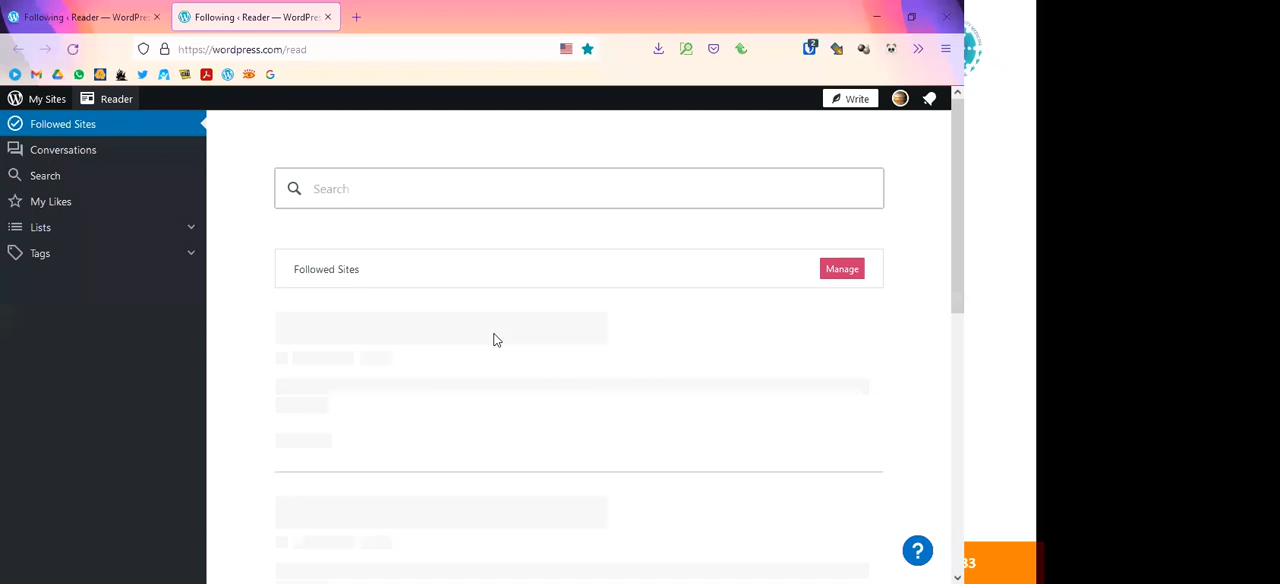 Following ‹ Reader — WordPre:
Following ‹ Reader — WordPre:
https://wordpress.com/read
My Sites
Reader
Write
Followed Sites
Conversations
Search
My Likes
Lists
Tags
Search
Followed Sites
Manage
?
33